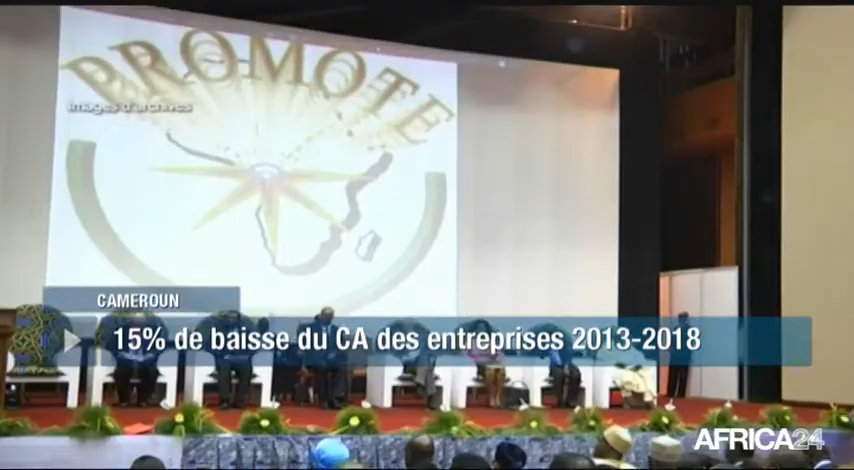 PROMOTE
Images d'archives
CAMEROUN
15% de baisse du CA des entreprises 2013-2018
AFRICA24